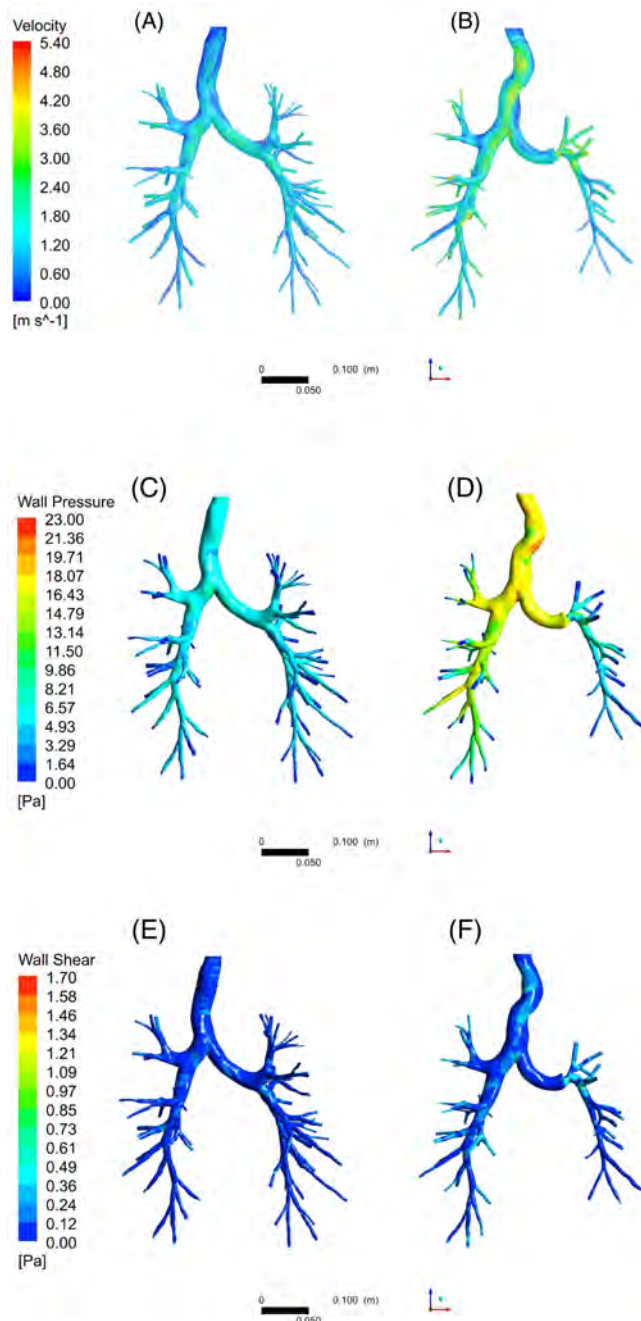 (A)
(B)
Velocity
5.40
4.80
4.20
3.60
3.00
2.40
1.80
1.20
0.60
0.00
[m s^-1]
0 0.100 (m)
0.050
(C)
(D)
Wall Pressure
23.00
21.36
19.71
18.07
16.43
14.79
13.14
11.50
9.86
8.21
6.57
4.93
3.29
1.64
0.00
[Pa]
0 0.100 (m)
0.050
(E)
(F)
Wall Shear
1.70
1.58
1.46
1.34
1.21
1.09
0.97
0.85
0.73
0.61
0.49
0.36
0.24
0.12
0.00
[Pa]
0 0.100 (m)
0.050